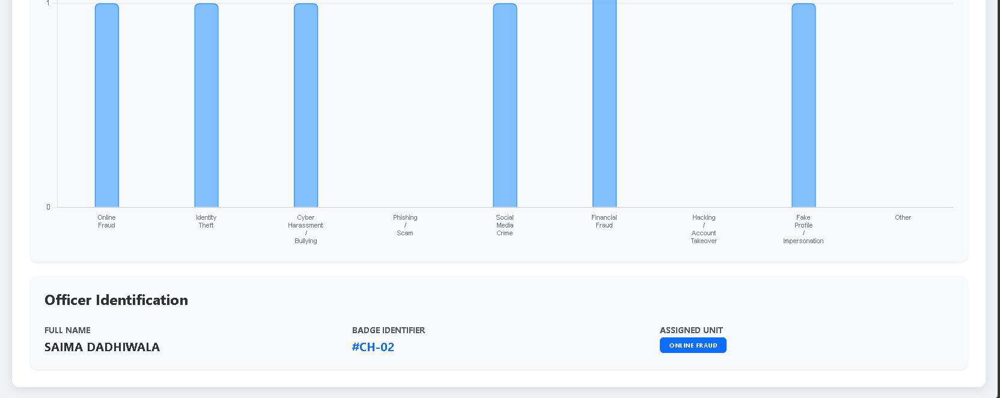 1
0
Online
Fraud
Identity
Theft
Cyber
Harassment
/
Bullying
Phishing
/
Scam
Social
Media
Crime
Financial
Fraud
Hacking
/
Account
Takeover
Fake
Profile
/
Impersonation
Other
Officer Identification
FULL NAME
SAIMA DADHIWALA
BADGE IDENTIFIER
#CH-02
ASSIGNED UNIT
ONLINE FRAUD